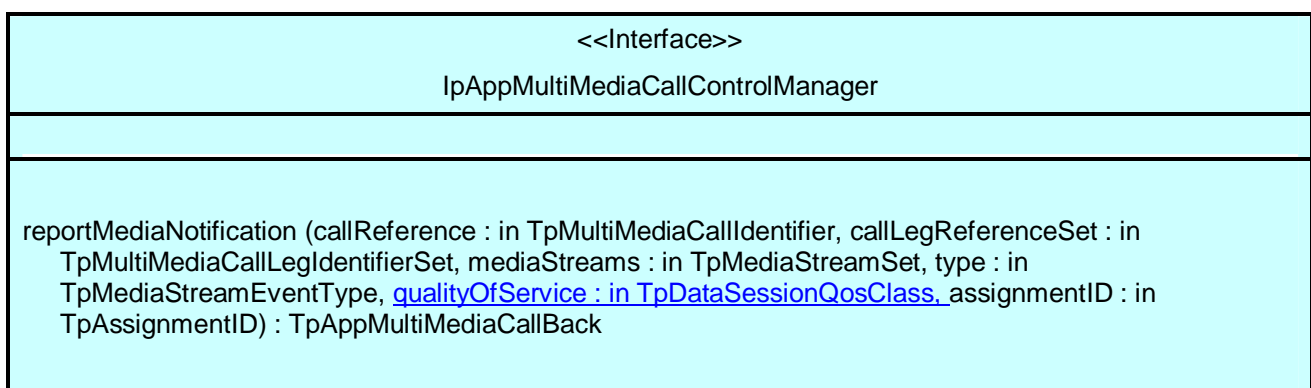 <<Interface>>
IpAppMultiMediaCallControlManager
reportMediaNotification (callReference : in TpMultiMediaCallIdentifier, callLegReferenceSet : in
TpMultiMediaCallLegIdentifierSet, mediaStreams : in TpMediaStreamSet, type : in
TpMediaStreamEventType, qualityOfService : in TpDataSessionQosClass, assignmentID : in
TpAssignmentID) : TpAppMultiMediaCallBack